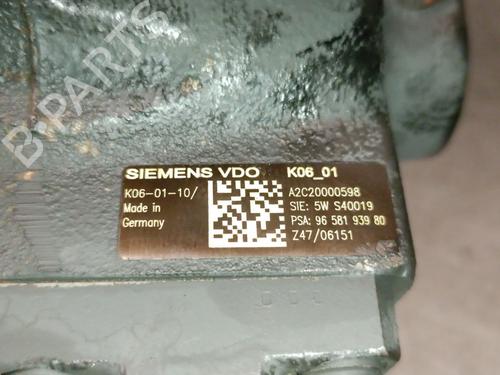 B-PARTS
SIEMENS VDO K06_01
K06-01-10/ A2C20000598
Made in SIE: 5W S40019
Germany PSA: 96 581 939 80
Z47/06151